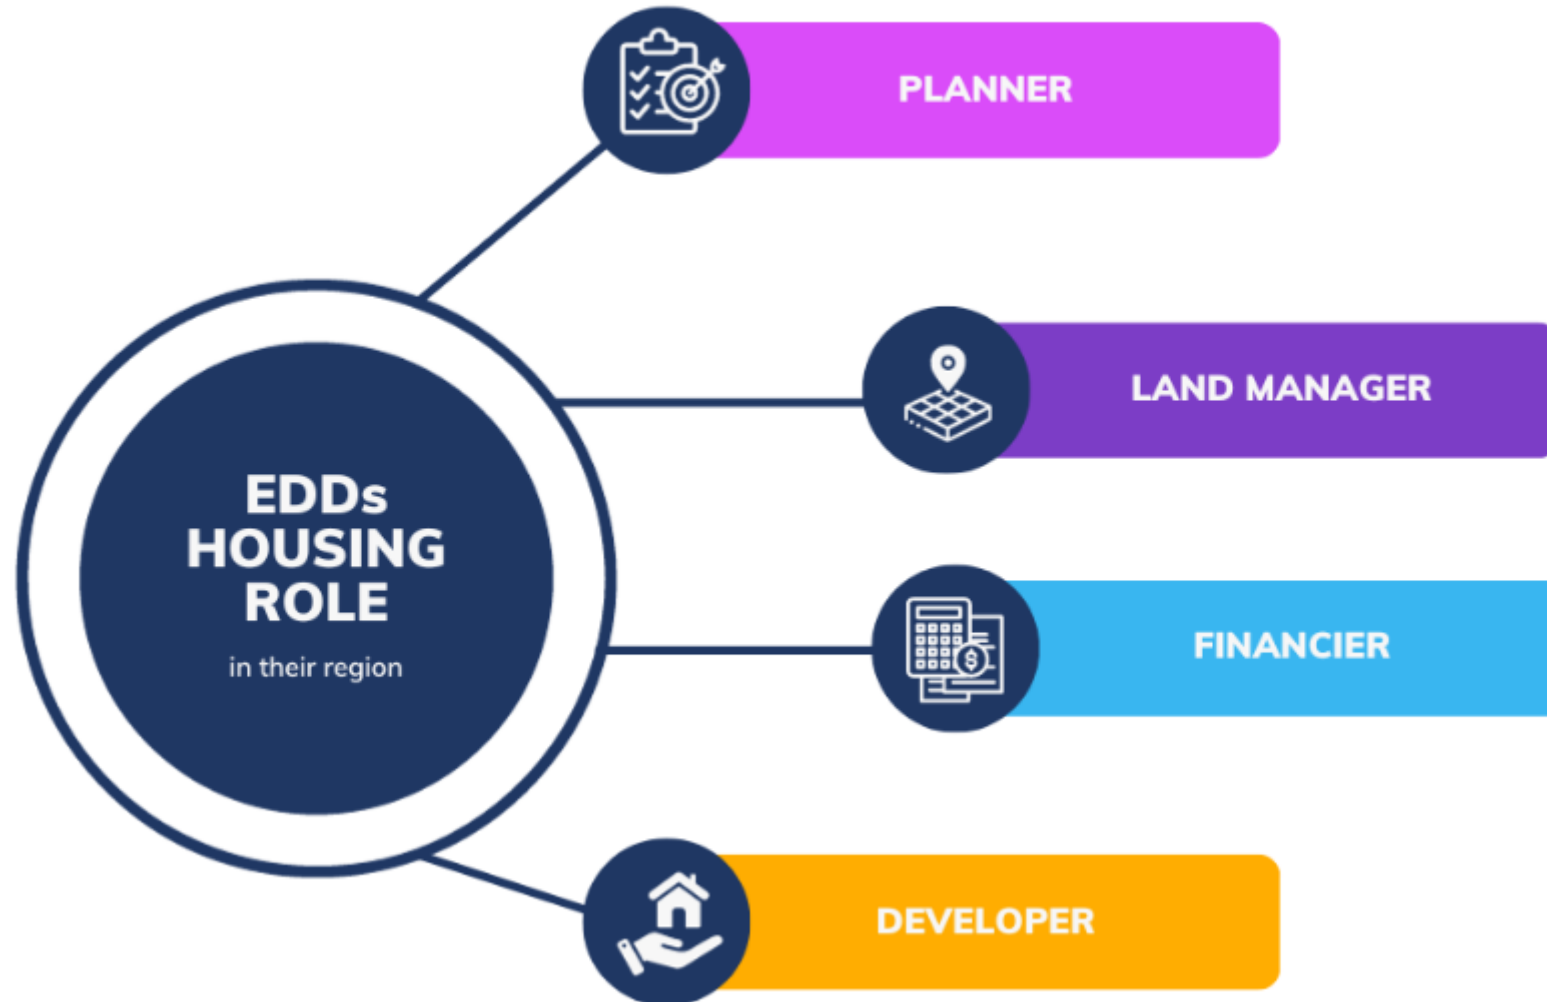 PLANNER
LAND MANAGER
EDDs
HOUSING
ROLE
in their region
FINANCIER
DEVELOPER